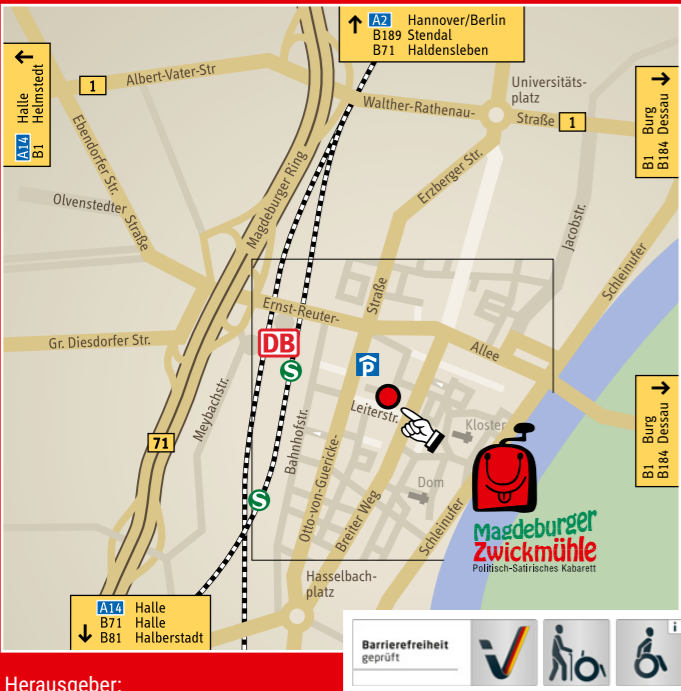 A2 Hannover/Berlin
B189 Stendal
B71 Haldensleben
Halle
Helmstedt
A14
B1
1
Albert-Vater-Str
Universitäts-
platz
Walther-Rathenau-
Straße
1
Burg
Dessau
B1
B184
Ebendorfer Str.
Olvenstedter
Straße
Magdeburger Ring
Erzberger Str.
Jacobstr.
Schleinufer
Ernst-Reuter-
Straße
Allee
Gr. Diesdorfer Str.
DB
S
P
Meybachstr.
Leiterstr.
Kloster
Burg
Dessau
B1
B184
71
Bahnhofstr.
S
Otto-von-Guericke-
Breiter Weg
Dom
Schleinufer
Magdeburger
Zwickmühle
Politisch-Satirisches Kabarett
Hasselbach-
platz
A14 Halle
B71 Halle
B81 Halberstadt
Barrierefreiheit
geprüft
i
Herausgeber: